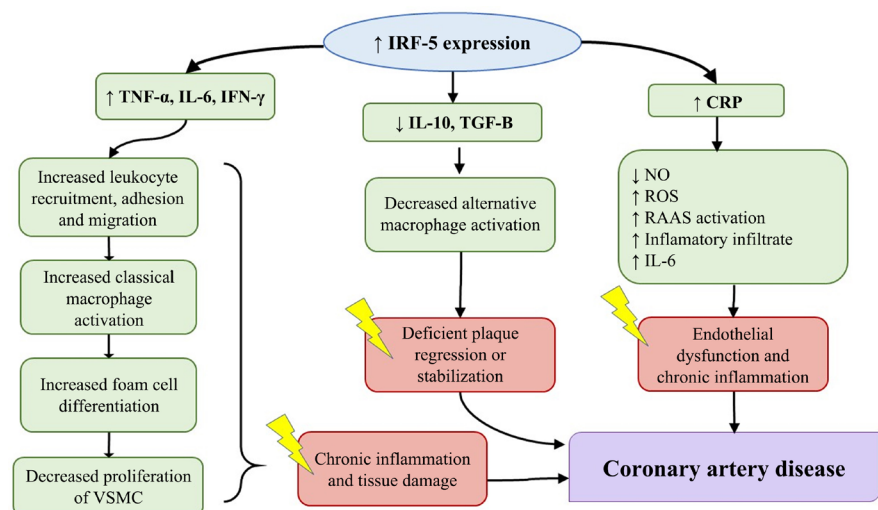 ↑ IRF-5 expression
↑ TNF-α, IL-6, IFN-γ
Increased leukocyte
recruitment, adhesion
and migration
Increased classical
macrophage
activation
Increased foam cell
differentiation
Decreased proliferation
of VSMC
Chronic inflammation
and tissue damage
↓ IL-10, TGF-B
Decreased alternative
macrophage activation
Deficient plaque
regression or
stabilization
↑ CRP
↓ NO
↑ ROS
↑ RAAS activation
↑ Inflamatory infiltrate
↑ IL-6
Endothelial
dysfunction and
chronic inflammation
Coronary artery disease